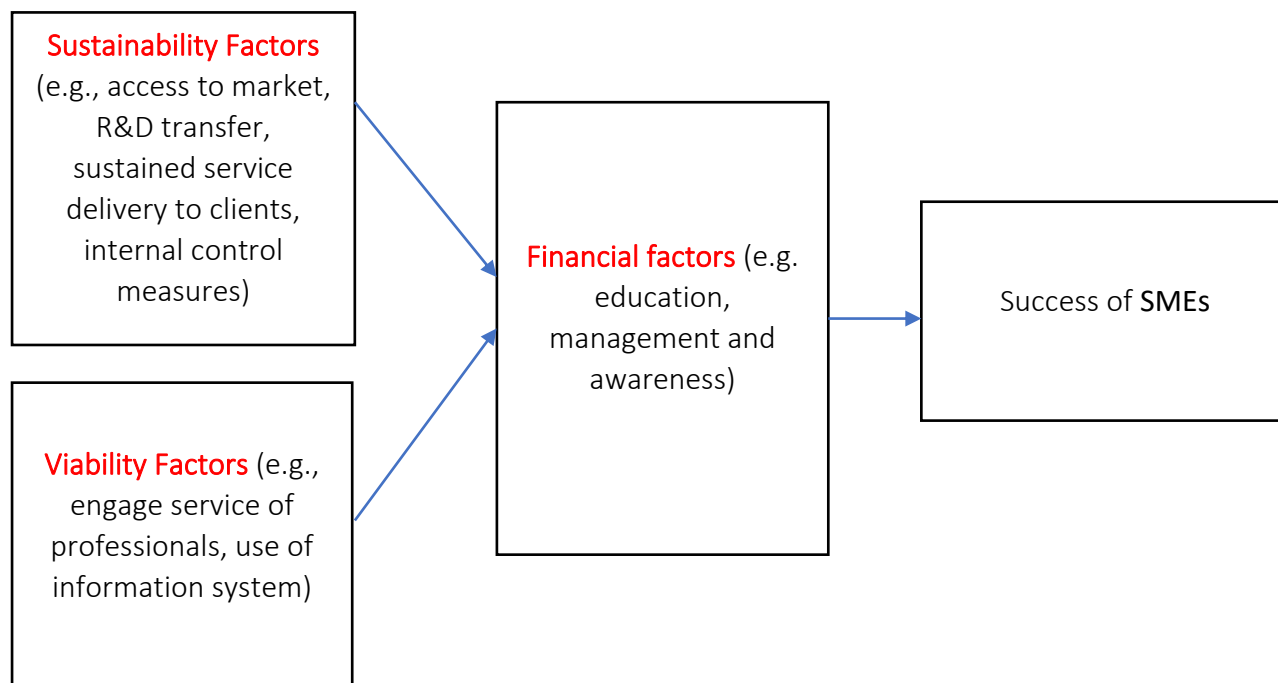 Sustainability Factors
(e.g., access to market,
R&D transfer,
sustained service
delivery to clients,
internal control
measures)
Viability Factors (e.g.,
engage service of
professionals, use of
information system)
Financial factors (e.g.
education,
management and
awareness)
Success of SMEs